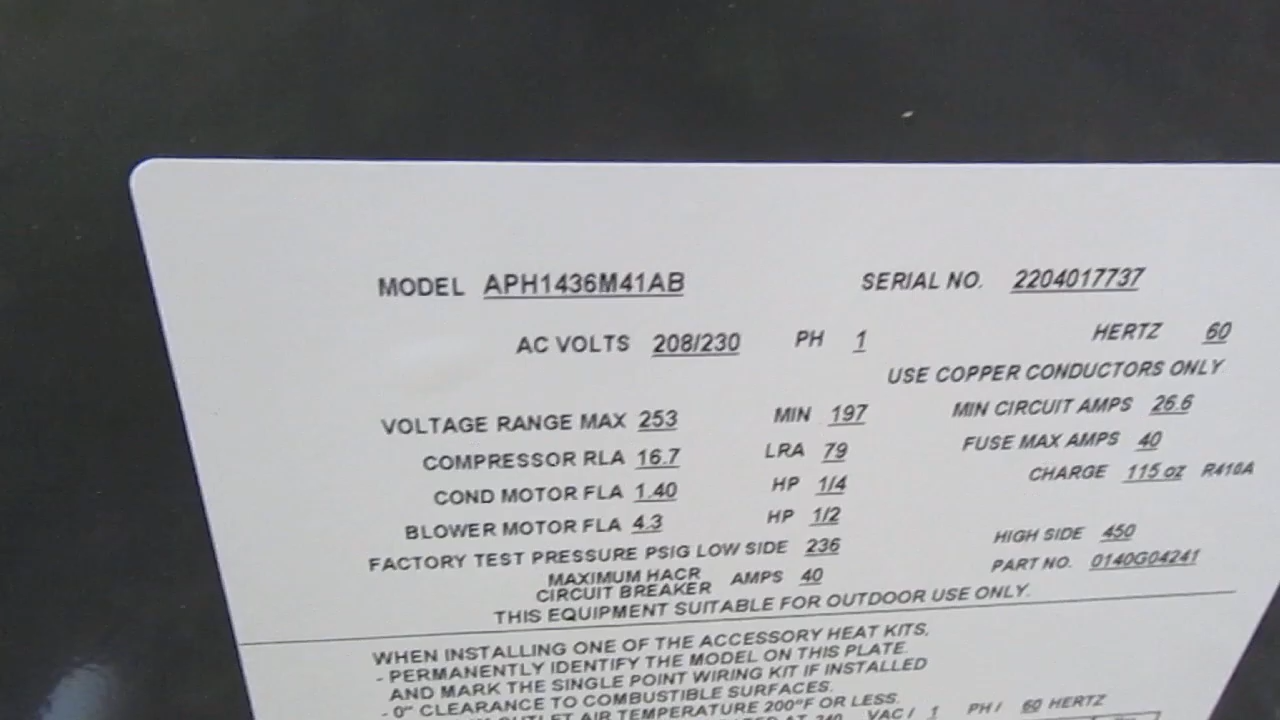 MODEL APH1436M41AB SERIAL NO. 2204017737
AC VOLTS 208/230 PH 1 HERTZ 60
USE COPPER CONDUCTORS ONLY
VOLTAGE RANGE MAX 253 MIN 197 MIN CIRCUIT AMPS 26.6
COMPRESSOR RLA 16.7 LRA 79 FUSE MAX AMPS 40
COND MOTOR FLA 1.40 HP 1/4 CHARGE 115 oz R410A
BLOWER MOTOR FLA 4.3 HP 1/2
FACTORY TEST PRESSURE PSIG LOW SIDE 236 HIGH SIDE 450
MAXIMUM HACR AMPS 40 PART NO. 0140G04241
CIRCUIT BREAKER
THIS EQUIPMENT SUITABLE FOR OUTDOOR USE ONLY.
WHEN INSTALLING ONE OF THE ACCESSORY HEAT KITS,
- PERMANENTLY IDENTIFY THE MODEL ON THIS PLATE.
AND MARK THE SINGLE POINT WIRING KIT IF INSTALLED
- 0" CLEARANCE TO COMBUSTIBLE SURFACES.
OUTLET AIR TEMPERATURE 200°F OR LESS.
AT 240 VAC / 1 PH / 60 HERTZ